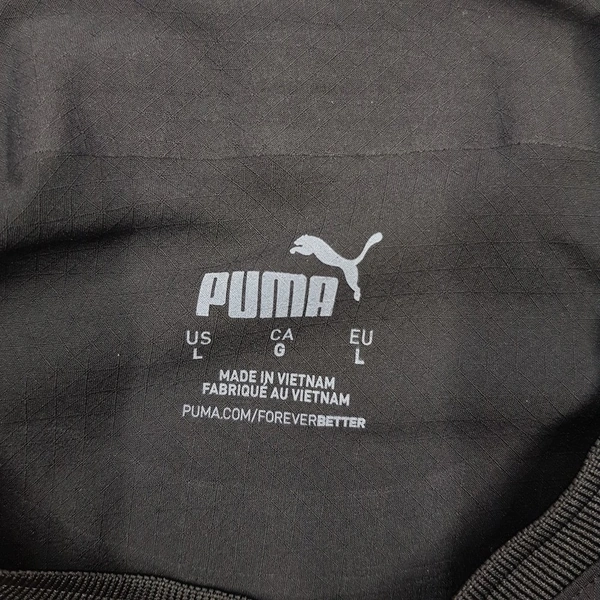 PUMA
US CA EU
L G L
MADE IN VIETNAM
FABRIQUÉ AU VIETNAM
PUMA.COM/FOREVERBETTER